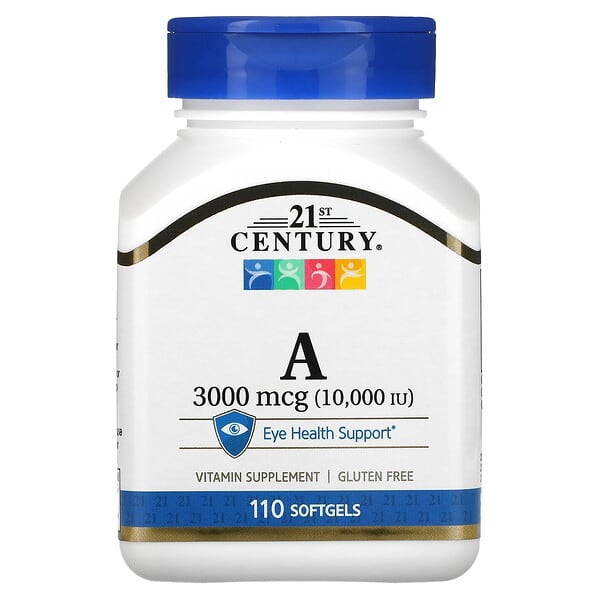 21ST
CENTURY®
A
3000 mcg (10,000 IU)
Eye Health Support*
VITAMIN SUPPLEMENT | GLUTEN FREE
110 SOFTGELS